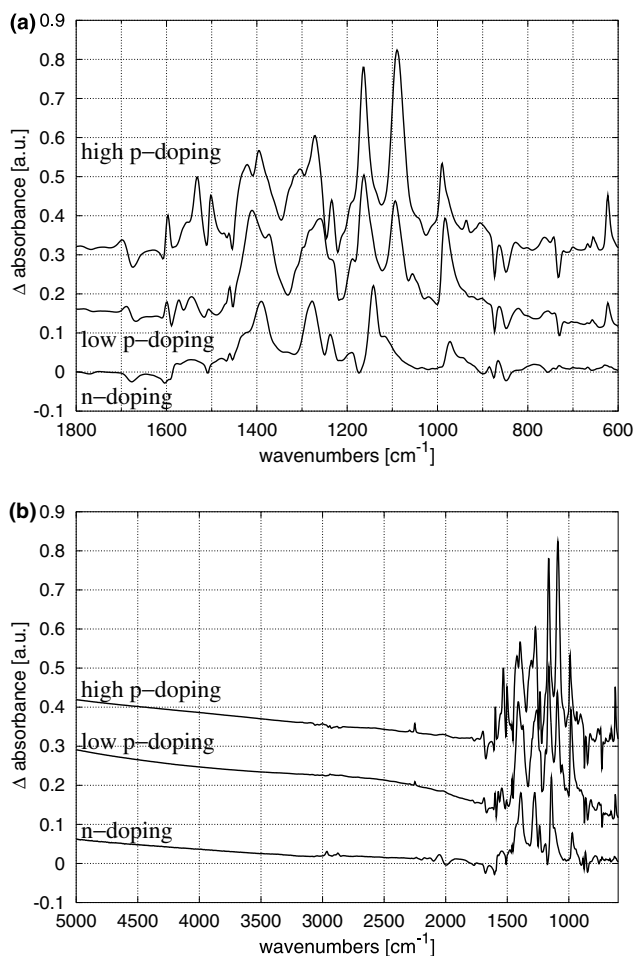 (a)
0.9
0.8
0.7
0.6
0.5
0.4
0.3
0.2
0.1
0
-0.1
Δ absorbance [a.u.]
high p−doping
low p−doping
n−doping
1800 1600 1400 1200 1000 800 600
wavenumbers [cm-1]
(b)
0.9
0.8
0.7
0.6
0.5
0.4
0.3
0.2
0.1
0
-0.1
Δ absorbance [a.u.]
high p−doping
low p−doping
n−doping
5000 4500 4000 3500 3000 2500 2000 1500 1000
wavenumbers [cm-1]